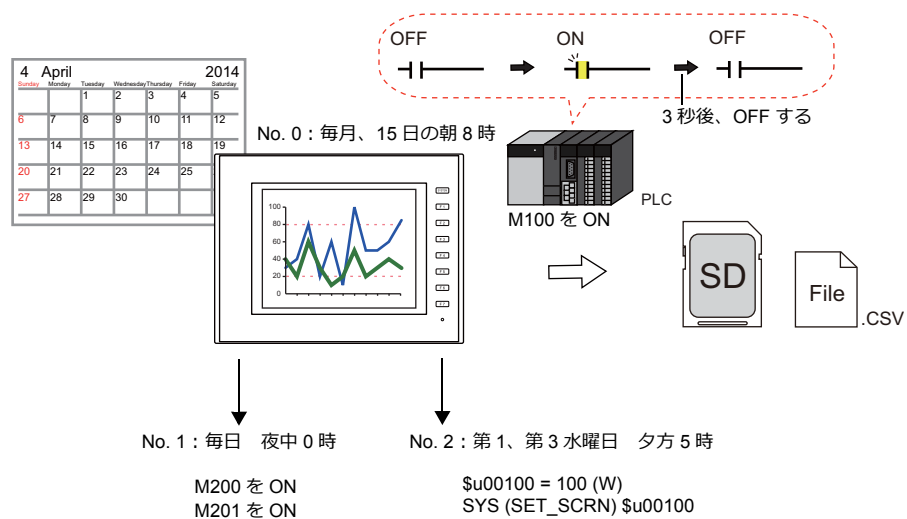 OFF
ON
OFF
3 秒後、OFF する
4 April 2014
Sunday Monday Tuesday Wednesday Thursday Friday Saturday
1 2 3 4 5
6 7 8 9 10 11 12
13 14 15 16 17 18 19
20 21 22 23 24 25
27 28 29 30
No. 0：毎月、15 日の朝 8 時
PLC
M100 を ON
100
80
60
40
20
0
SD
File
.CSV
No. 1：毎日　夜中 0 時
M200 を ON
M201 を ON
No. 2：第 1、第 3 水曜日　夕方 5 時
$u00100 = 100 (W)
SYS (SET_SCRN) $u00100